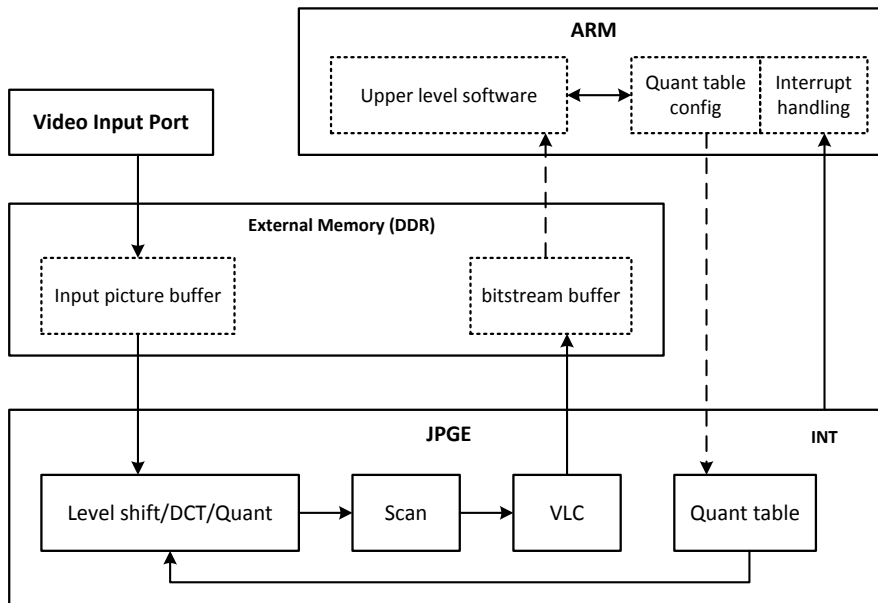 ARM
Upper level software
Quant table
config
Interrupt
handling
Video Input Port
External Memory (DDR)
Input picture buffer
bitstream buffer
JPGE
INT
Level shift/DCT/Quant
Scan
VLC
Quant table